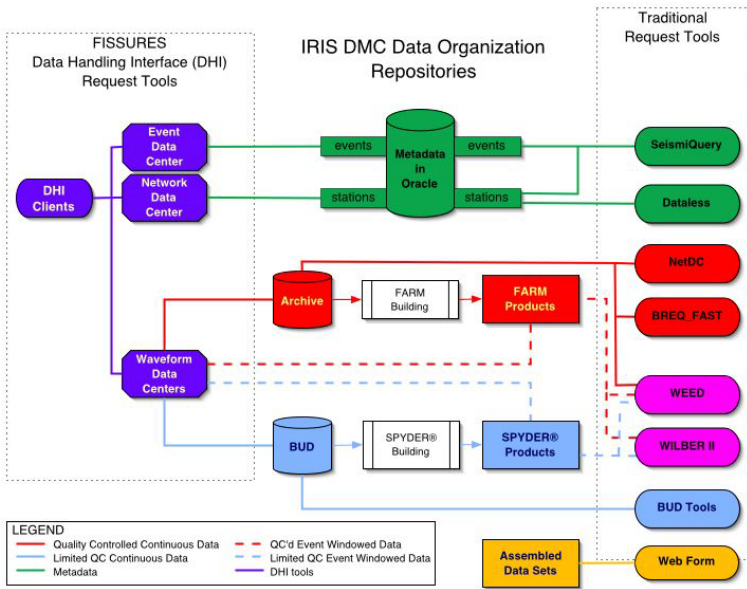 FISSURES
Data Handling Interface (DHI)
Request Tools
IRIS DMC Data Organization
Repositories
Traditional
Request Tools
Event
Data
Center
events
Metadata
in
Oracle
events
SeismiQuery
DHI
Clients
Network
Data
Center
stations
stations
Dataless
NetDC
Archive
FARM
Building
FARM
Products
BREQ_FAST
Waveform
Data
Centers
WEED
BUD
SPYDER®
Building
SPYDER®
Products
WILBER II
BUD Tools
LEGEND
Quality Controlled Continuous Data
QC'd Event Windowed Data
Limited QC Continuous Data
Limited QC Event Windowed Data
Metadata
DHI tools
Assembled
Data Sets
Web Form